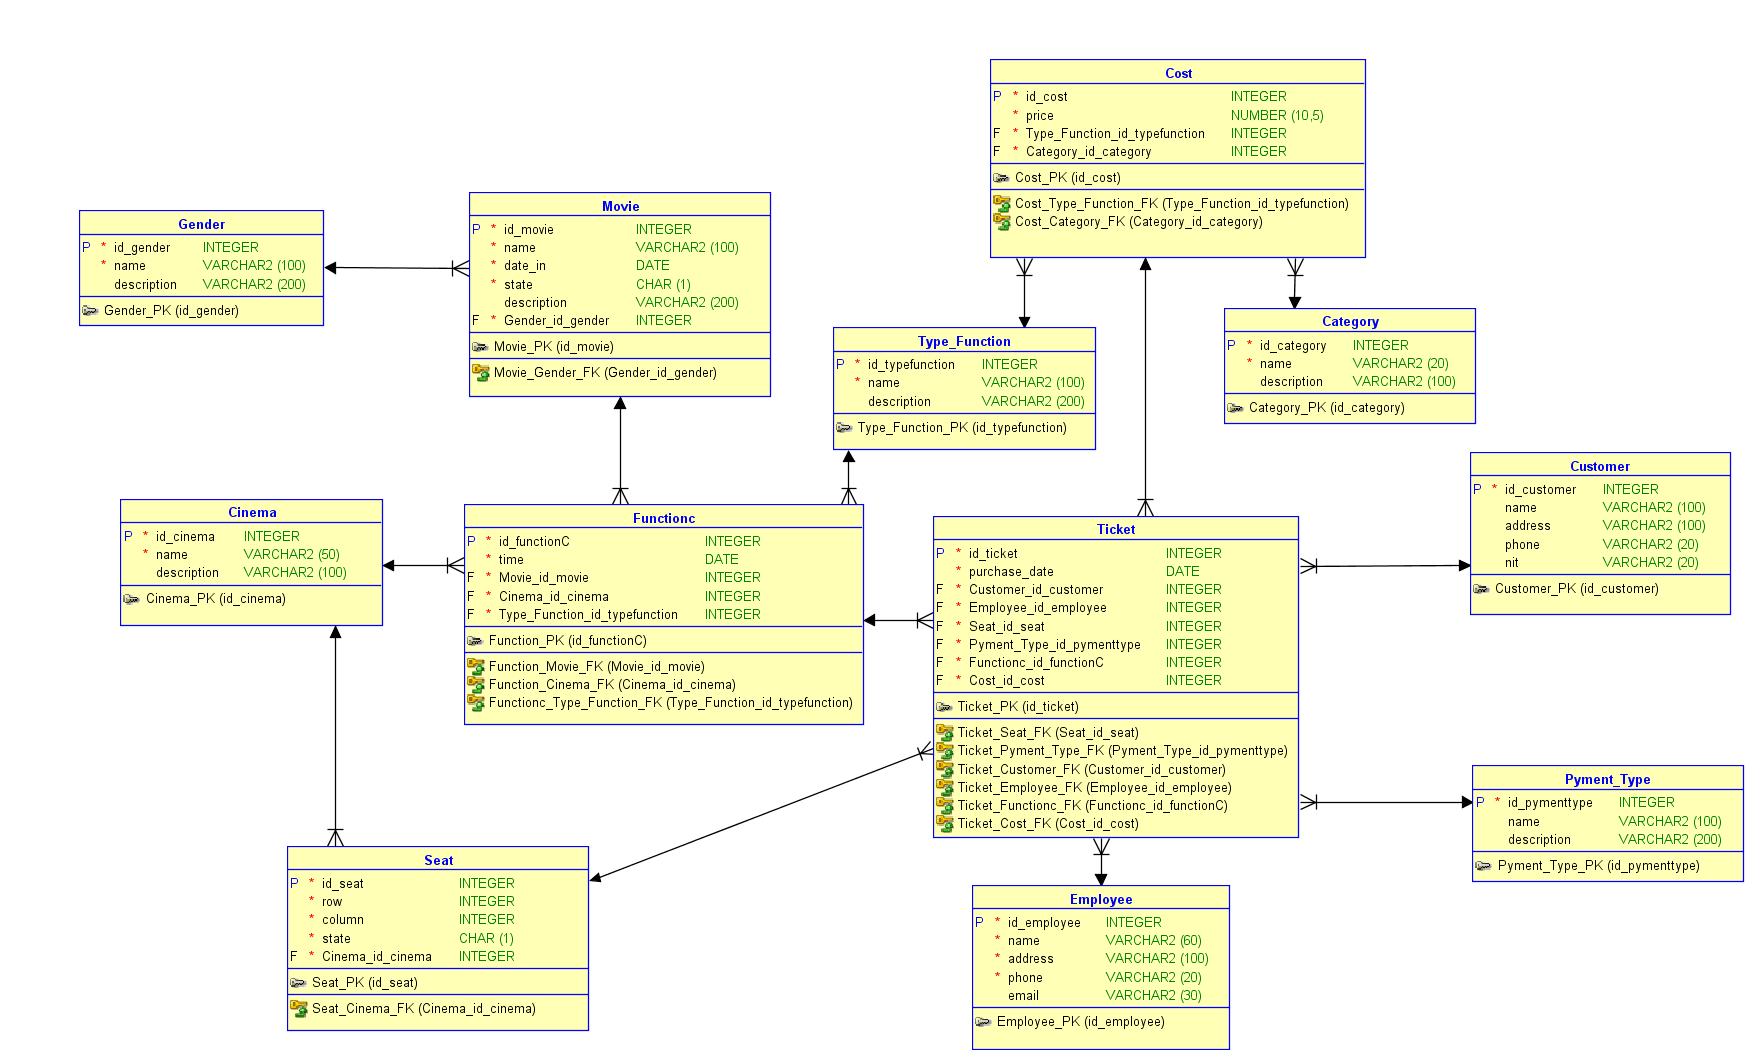 Cost
P * id_cost INTEGER
* price NUMBER (10,5)
F * Type_Function_id_typefunction INTEGER
F * Category_id_category INTEGER
Cost_PK (id_cost)
Cost_Type_Function_FK (Type_Function_id_typefunction)
Cost_Category_FK (Category_id_category)
Gender
P * id_gender INTEGER
* name VARCHAR2 (100)
description VARCHAR2 (200)
Gender_PK (id_gender)
Movie
P * id_movie INTEGER
* name VARCHAR2 (100)
* date_in DATE
* state CHAR (1)
description VARCHAR2 (200)
F * Gender_id_gender INTEGER
Movie_PK (id_movie)
Movie_Gender_FK (Gender_id_gender)
Type_Function
P * id_typefunction INTEGER
* name VARCHAR2 (100)
description VARCHAR2 (200)
Type_Function_PK (id_typefunction)
Category
P * id_category INTEGER
* name VARCHAR2 (20)
description VARCHAR2 (100)
Category_PK (id_category)
Customer
P * id_customer INTEGER
name VARCHAR2 (100)
address VARCHAR2 (100)
phone VARCHAR2 (20)
nit VARCHAR2 (20)
Customer_PK (id_customer)
Cinema
P * id_cinema INTEGER
* name VARCHAR2 (50)
description VARCHAR2 (100)
Cinema_PK (id_cinema)
Functionc
P * id_functionC INTEGER
* time DATE
F * Movie_id_movie INTEGER
F * Cinema_id_cinema INTEGER
F * Type_Function_id_typefunction INTEGER
Function_PK (id_functionC)
Function_Movie_FK (Movie_id_movie)
Function_Cinema_FK (Cinema_id_cinema)
Functionc_Type_Function_FK (Type_Function_id_typefunction)
Ticket
P * id_ticket INTEGER
* purchase_date DATE
F * Customer_id_customer INTEGER
F * Employee_id_employee INTEGER
F * Seat_id_seat INTEGER
F * Pyment_Type_id_pymenttype INTEGER
F * Functionc_id_functionC INTEGER
F * Cost_id_cost INTEGER
Ticket_PK (id_ticket)
Ticket_Seat_FK (Seat_id_seat)
Ticket_Pyment_Type_FK (Pyment_Type_id_pymenttype)
Ticket_Customer_FK (Customer_id_customer)
Ticket_Employee_FK (Employee_id_employee)
Ticket_Functionc_FK (Functionc_id_functionC)
Ticket_Cost_FK (Cost_id_cost)
Pyment_Type
P * id_pymenttype INTEGER
name VARCHAR2 (100)
description VARCHAR2 (200)
Pyment_Type_PK (id_pymenttype)
Seat
P * id_seat INTEGER
* row INTEGER
* column INTEGER
* state CHAR (1)
F * Cinema_id_cinema INTEGER
Seat_PK (id_seat)
Seat_Cinema_FK (Cinema_id_cinema)
Employee
P * id_employee INTEGER
* name VARCHAR2 (60)
* address VARCHAR2 (100)
* phone VARCHAR2 (20)
email VARCHAR2 (30)
Employee_PK (id_employee)